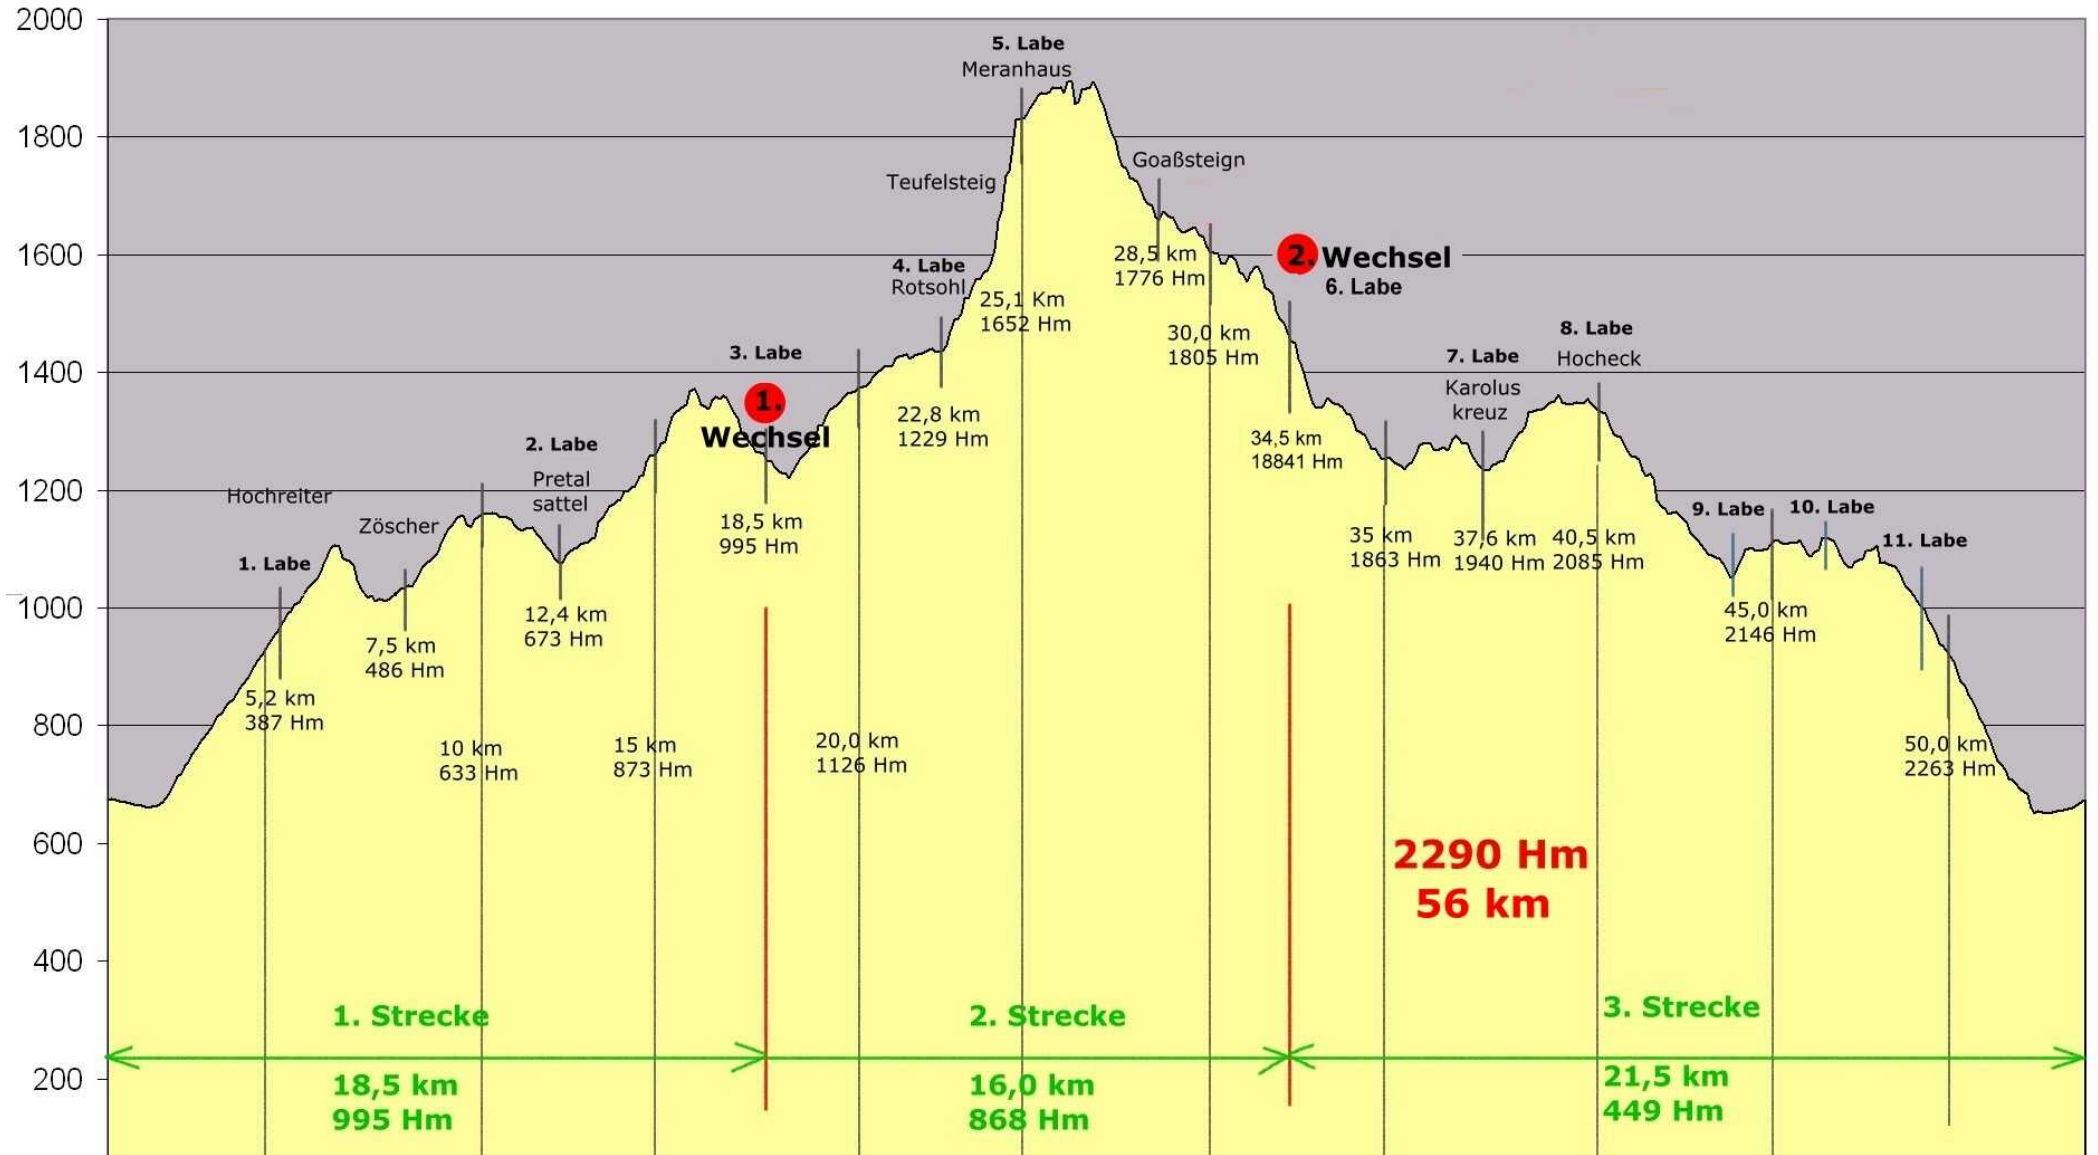 2000
1800
1600
1400
1200
1000
800
600
400
200
Hochreiter
1. Labe
5,2 km
387 Hm
Zöscher
7,5 km
486 Hm
10 km
633 Hm
2. Labe
Pretal
sattel
12,4 km
673 Hm
15 km
873 Hm
3. Labe
1.
Wechsel
18,5 km
995 Hm
20,0 km
1126 Hm
4. Labe
Rotsohl
22,8 km
1229 Hm
Teufelsteig
5. Labe
Meranhaus
25,1 Km
1652 Hm
Goaßsteign
28,5 km
1776 Hm
30,0 km
1805 Hm
2. Wechsel
6. Labe
34,5 km
18841 Hm
35 km
1863 Hm
7. Labe
Karolus
kreuz
37,6 km
1940 Hm
8. Labe
Hocheck
40,5 km
2085 Hm
9. Labe
45,0 km
2146 Hm
10. Labe
11. Labe
50,0 km
2263 Hm
2290 Hm
56 km
1. Strecke
18,5 km
995 Hm
2. Strecke
16,0 km
868 Hm
3. Strecke
21,5 km
449 Hm